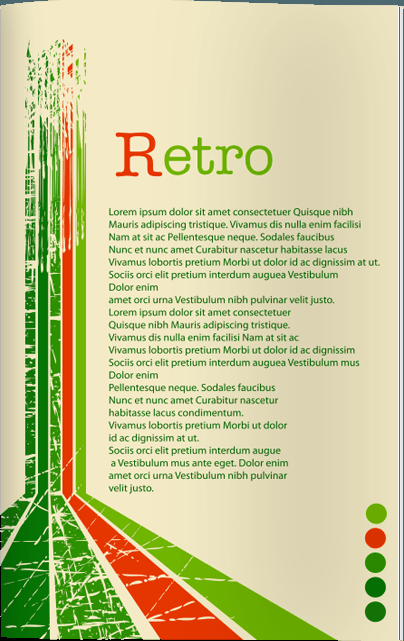 Retro
Lorem ipsum dolor sit amet consectetuer Quisque nibh
Mauris adipiscing tristique. Vivamus dis nulla enim facilisi
Nam at sit ac Pellentesque neque. Sodales faucibus
Nunc et nunc amet Curabitur nascetur habitasse lacus
Vivamus lobortis pretium Morbi ut dolor id ac dignissim at ut.
Sociis orci elit pretium interdum auguea Vestibulum
Dolor enim
amet orci urna Vestibulum nibh pulvinar velit justo.
Lorem ipsum dolor sit amet consectetuer
Quisque nibh Mauris adipiscing tristique.
Vivamus dis nulla enim facilisi Nam at sit ac
Vivamus lobortis pretium Morbi ut dolor id ac dignissim
Sociis orci elit pretium interdum auguea Vestibulum mus
Dolor enim
Pellentesque neque. Sodales faucibus
Nunc et nunc amet Curabitur nascetur
habitasse lacus condimentum.
Vivamus lobortis pretium Morbi ut dolor
id ac dignissim at ut.
Sociis orci elit pretium interdum augue
a Vestibulum mus ante eget. Dolor enim
amet orci urna Vestibulum nibh pulvinar
velit justo.